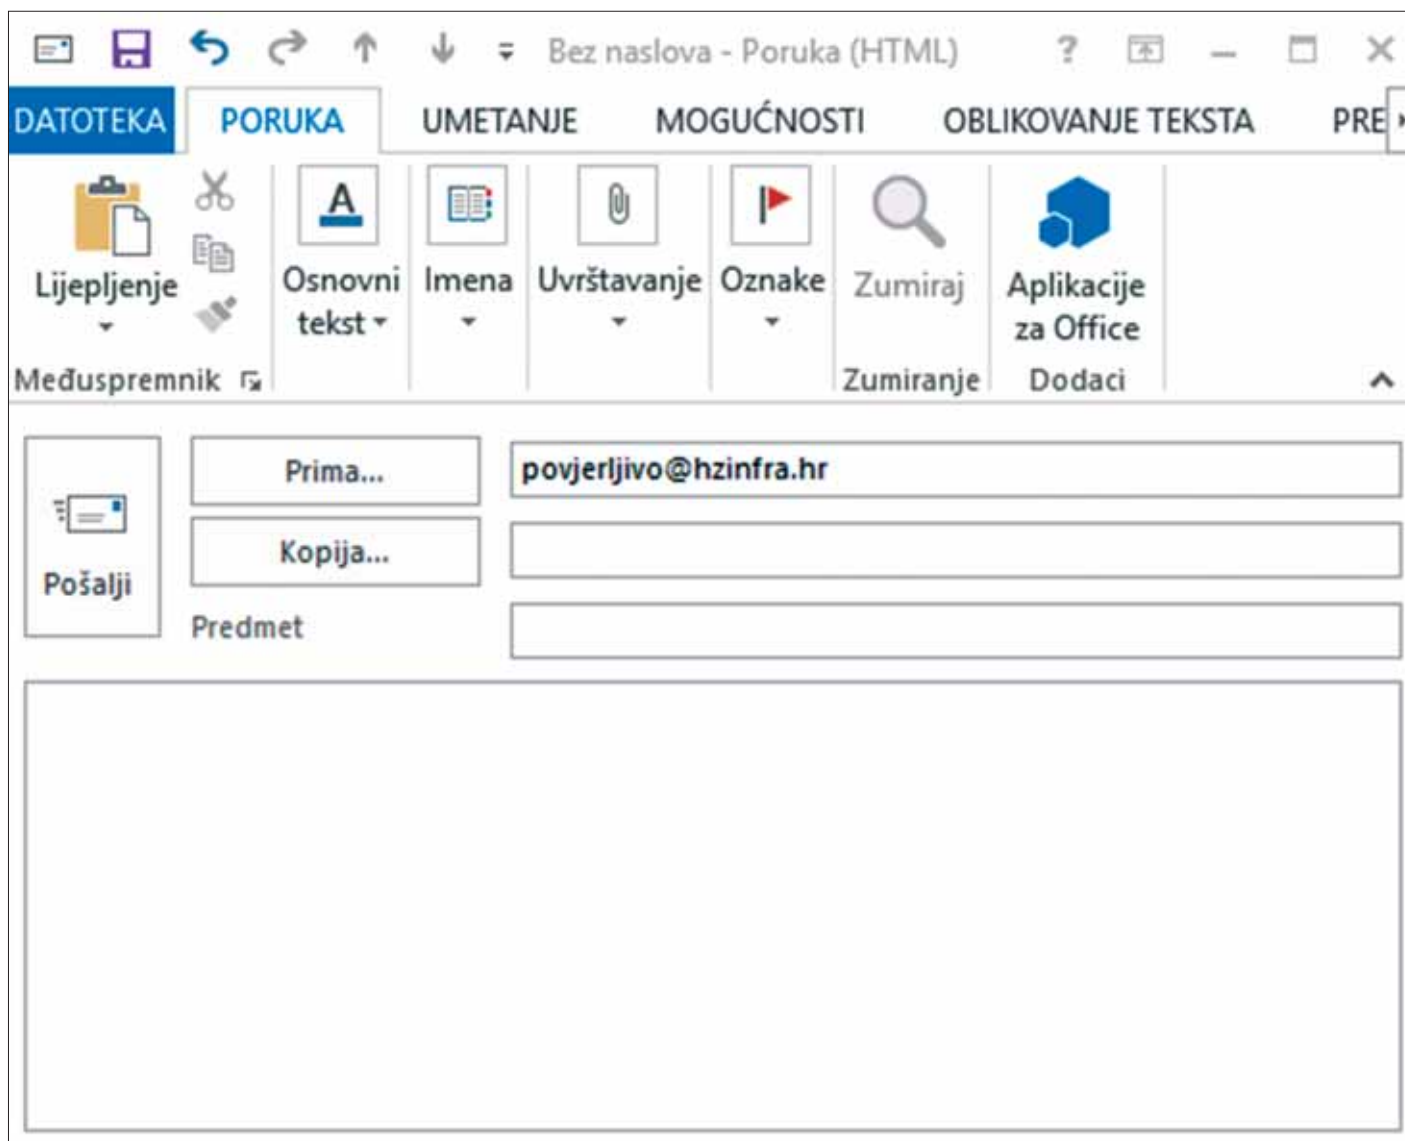 Bez naslova - Poruka (HTML) ?
DATOTEKA PORUKA UMETANJE MOGUĆNOSTI OBLIKOVANJE TEKSTA PRE
Lijepljenje
A
Osnovni
tekst
Imena
Uvrštavanje
Oznake
Zumiraj
Aplikacije
za Office
Međuspremnik Zumiranje Dodaci
Pošalji
Prima... povjerljivo@hzinfra.hr
Kopija...
Predmet